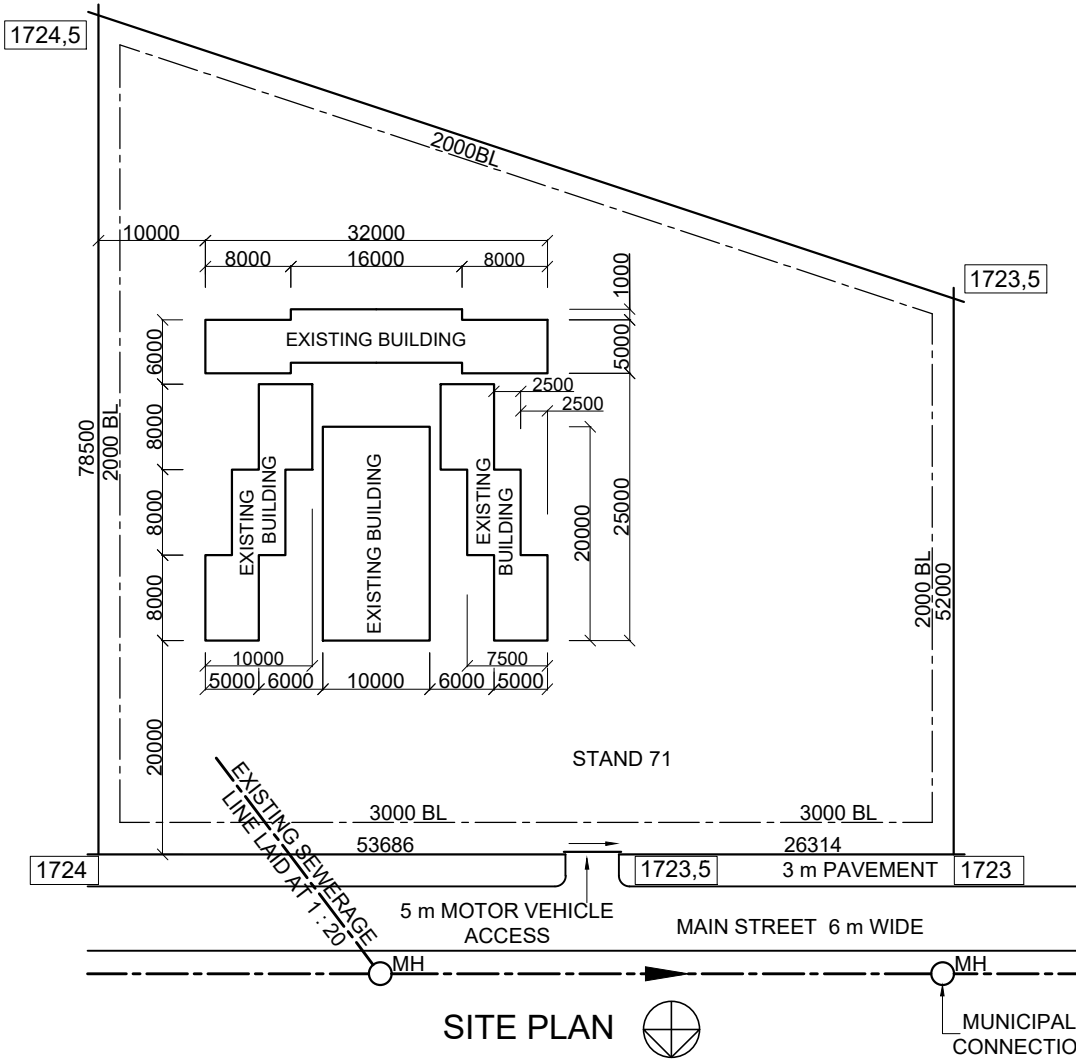 1724,5
2000BL
10000
32000
8000
16000
8000
1000
1723,5
6000
EXISTING BUILDING
5000
2500
2500
78500
2000 BL
8000
8000
8000
EXISTING
BUILDING
EXISTING BUILDING
EXISTING
BUILDING
20000
25000
2000 BL
52000
10000
7500
5000
6000
10000
6000
5000
20000
STAND 71
EXISTING SEWERAGE
LINE LAID AT 1 : 20
3000 BL
3000 BL
53686
26314
1724
1723,5
3 m PAVEMENT
1723
5 m MOTOR VEHICLE
ACCESS
MAIN STREET  6 m WIDE
MH
MH
SITE PLAN
MUNICIPAL
CONNECTIO